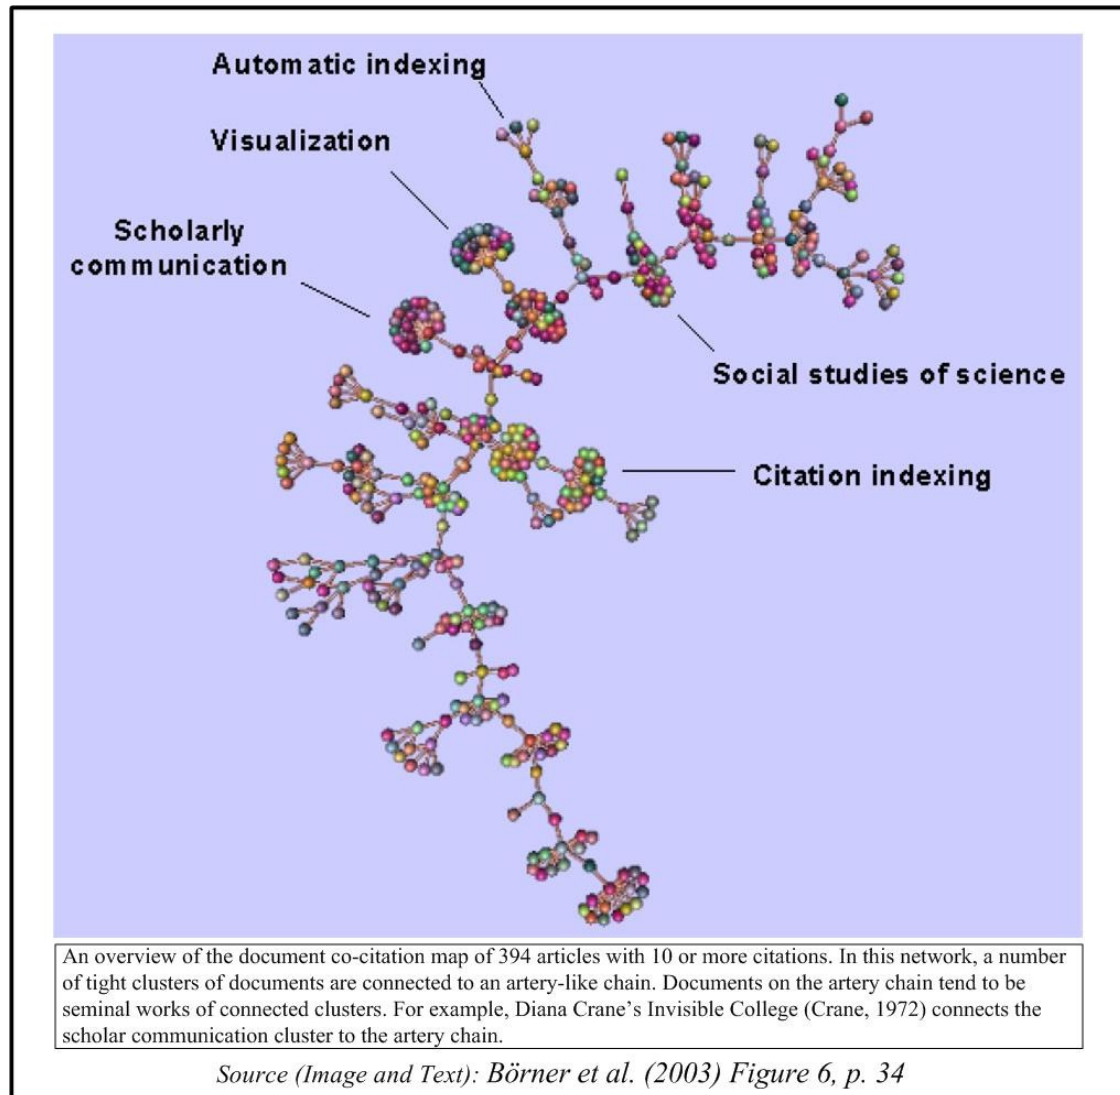 Automatic indexing
Visualization
Scholarly
communication
Social studies of science
Citation indexing
An overview of the document co-citation map of 394 articles with 10 or more citations. In this network, a number
of tight clusters of documents are connected to an artery-like chain. Documents on the artery chain tend to be
seminal works of connected clusters. For example, Diana Crane’s Invisible College (Crane, 1972) connects the
scholar communication cluster to the artery chain.
Source (Image and Text): Börner et al. (2003) Figure 6, p. 34